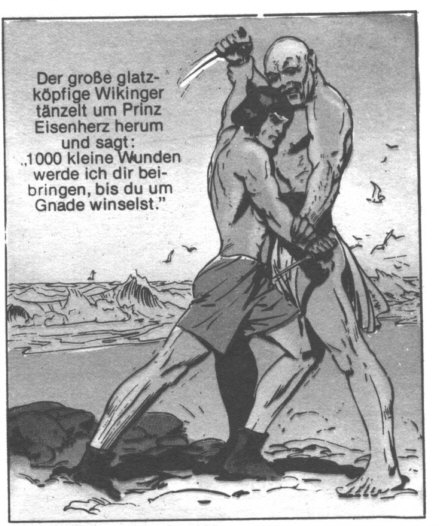 Der große glatz-
köpfige Wikinger
tänzelt um Prinz
Eisenherz herum
und sagt:
„1000 kleine Wunden
werde ich dir bei-
bringen, bis du um
Gnade winselst.”